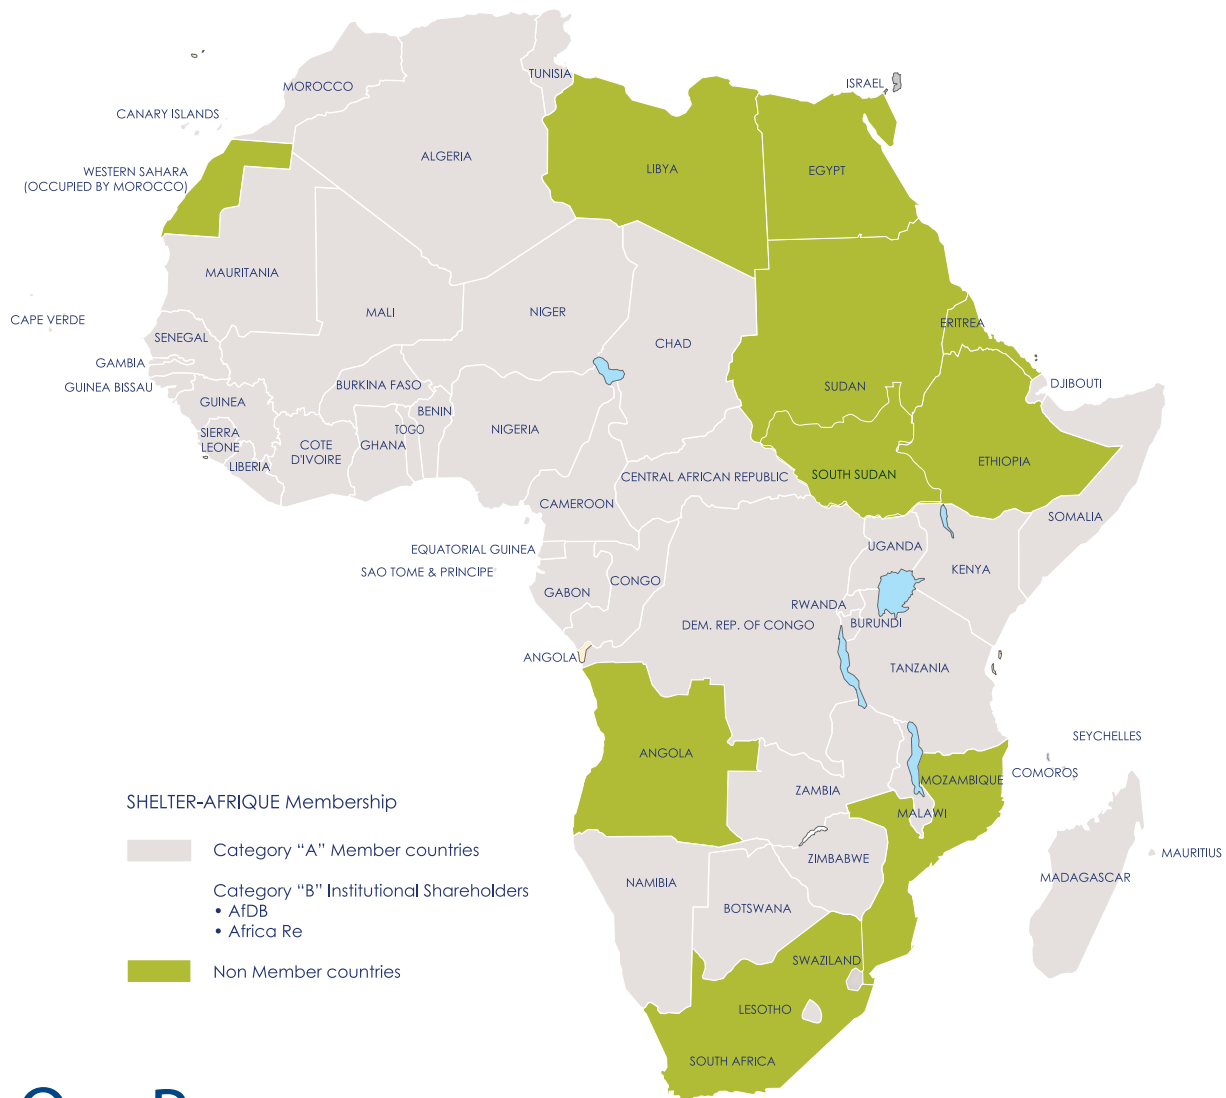 TUNISIA
MOROCCO
ISRAEL
CANARY ISLANDS
ALGERIA
LIBYA
EGYPT
WESTERN SAHARA
(OCCUPIED BY MOROCCO)
MAURITANIA
MALI
NIGER
CHAD
CAPE VERDE
SENEGAL
ERITREA
GAMBIA
GUINEA BISSAU
BURKINA FASO
SUDAN
DJIBOUTI
GUINEA
BENIN
SIERRA
LEONE
TOGO
COTE
D'IVOIRE
GHANA
NIGERIA
LIBERIA
ETHIOPIA
CENTRAL AFRICAN REPUBLIC
SOUTH SUDAN
CAMEROON
SOMALIA
EQUATORIAL GUINEA
UGANDA
SAO TOME & PRINCIPE
CONGO
KENYA
GABON
RWANDA
DEM. REP. OF CONGO
BURUNDI
ANGOLA
TANZANIA
SEYCHELLES
ANGOLA
COMOROS
MOZAMBIQUE
ZAMBIA
MALAWI
MAURITIUS
ZIMBABWE
MADAGASCAR
NAMIBIA
BOTSWANA
SWAZILAND
LESOTHO
SOUTH AFRICA
SHELTER-AFRIQUE Membership
Category “A” Member countries
Category “B” Institutional Shareholders
• AfDB
• Africa Re
Non Member countries